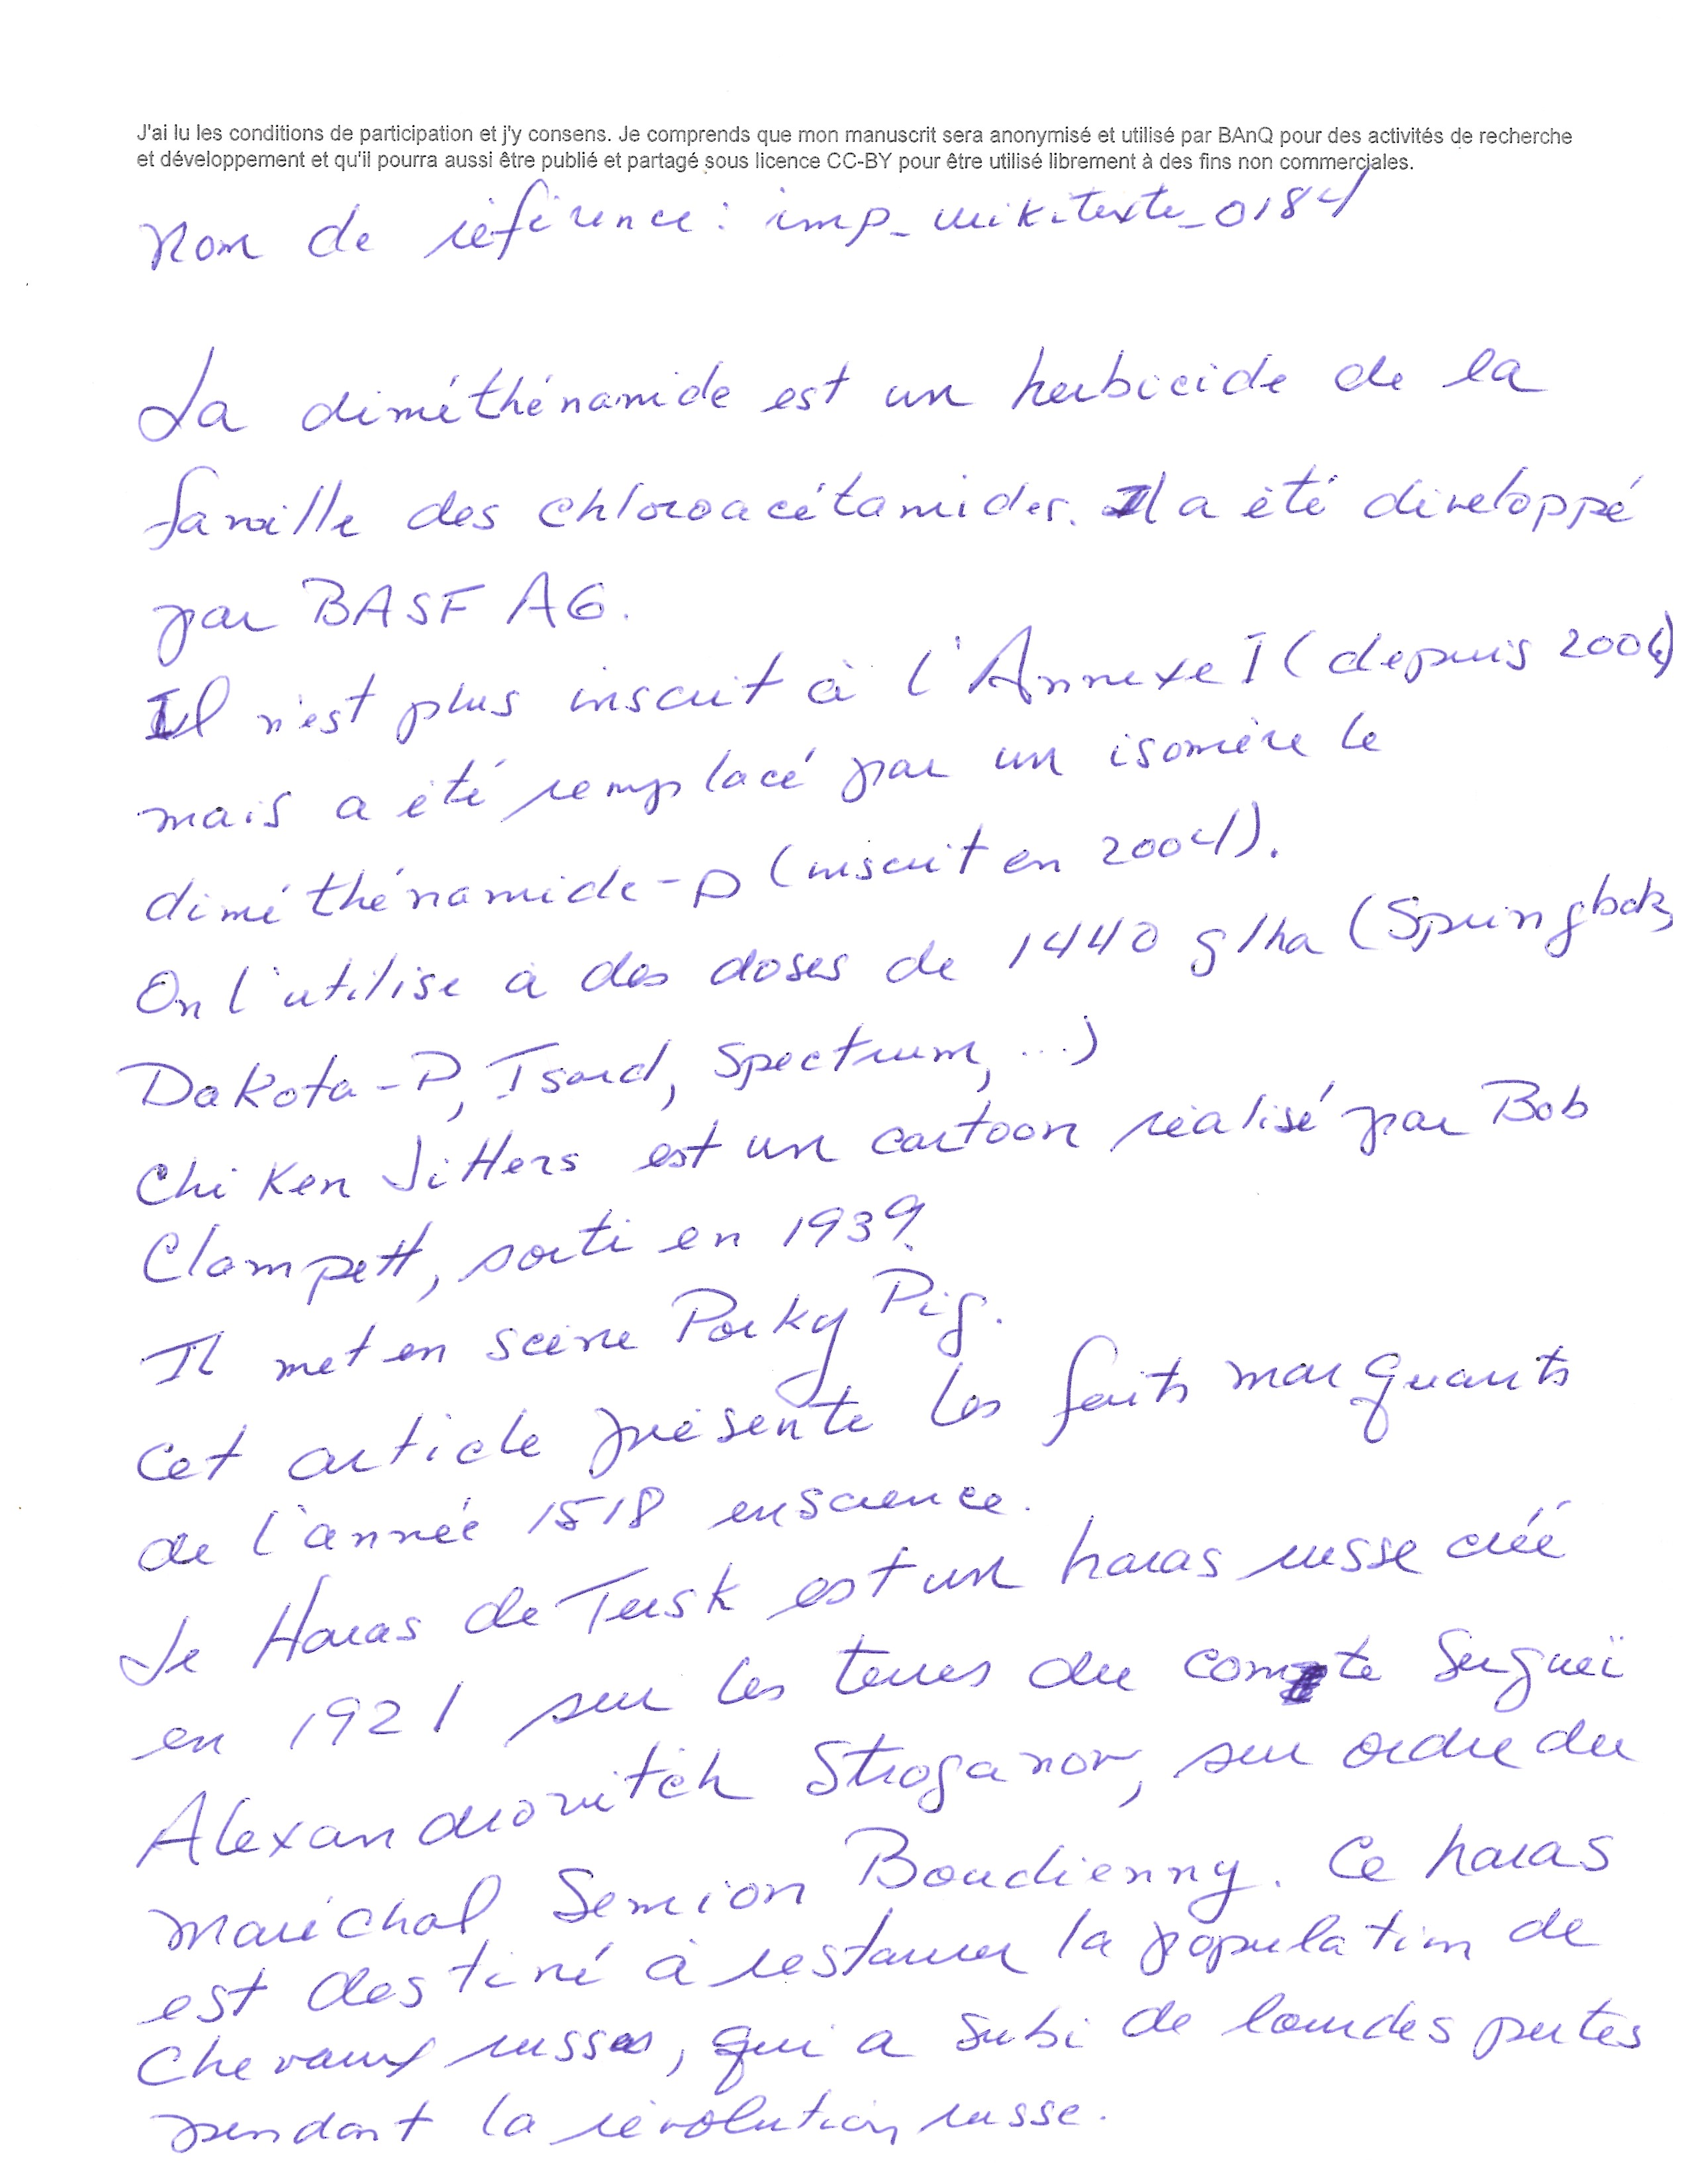 J'ai lu les conditions de participation et j'y consens. Je comprends que mon manuscrit sera anonymisé et utilisé par BAnQ pour des activités de recherche
et développement et qu'il pourra aussi être publié et partagé sous licence CC-BY pour être utilisé librement à des fins non commerciales.
Nom de référence : imp_wikitexte_0184
La diméthénamide est un herbicide de la
famille des chloroacétamides. Il a été développé
par BASF AG.
Il n'est plus inscrit à l'Annexe I (depuis 2004)
mais a été remplacé par un isomère le
diméthénamide-p (inscrit en 2004).
On l'utilise à des doses de 1440 g/ha (Springbok,
Dakota-P, Isard, Spectrum, ...)
Chiken Jitters est un cartoon réalisé par Bob
Clampett, sorti en 1939.
Il met en scène Porky Pig.
Cet article présente les faits marquants
de l'année 1518 en science.
Le Haras de Tersk est un haras russe créé
en 1921 sur les terres du comte Sergueï
Alexandrovitch Stroganov, sur ordre du
maréchal Semion Boudienny. Ce haras
est destiné à restaurer la population de
chevaux russes, qui a subi de lourdes pertes
pendant la révolution russe.